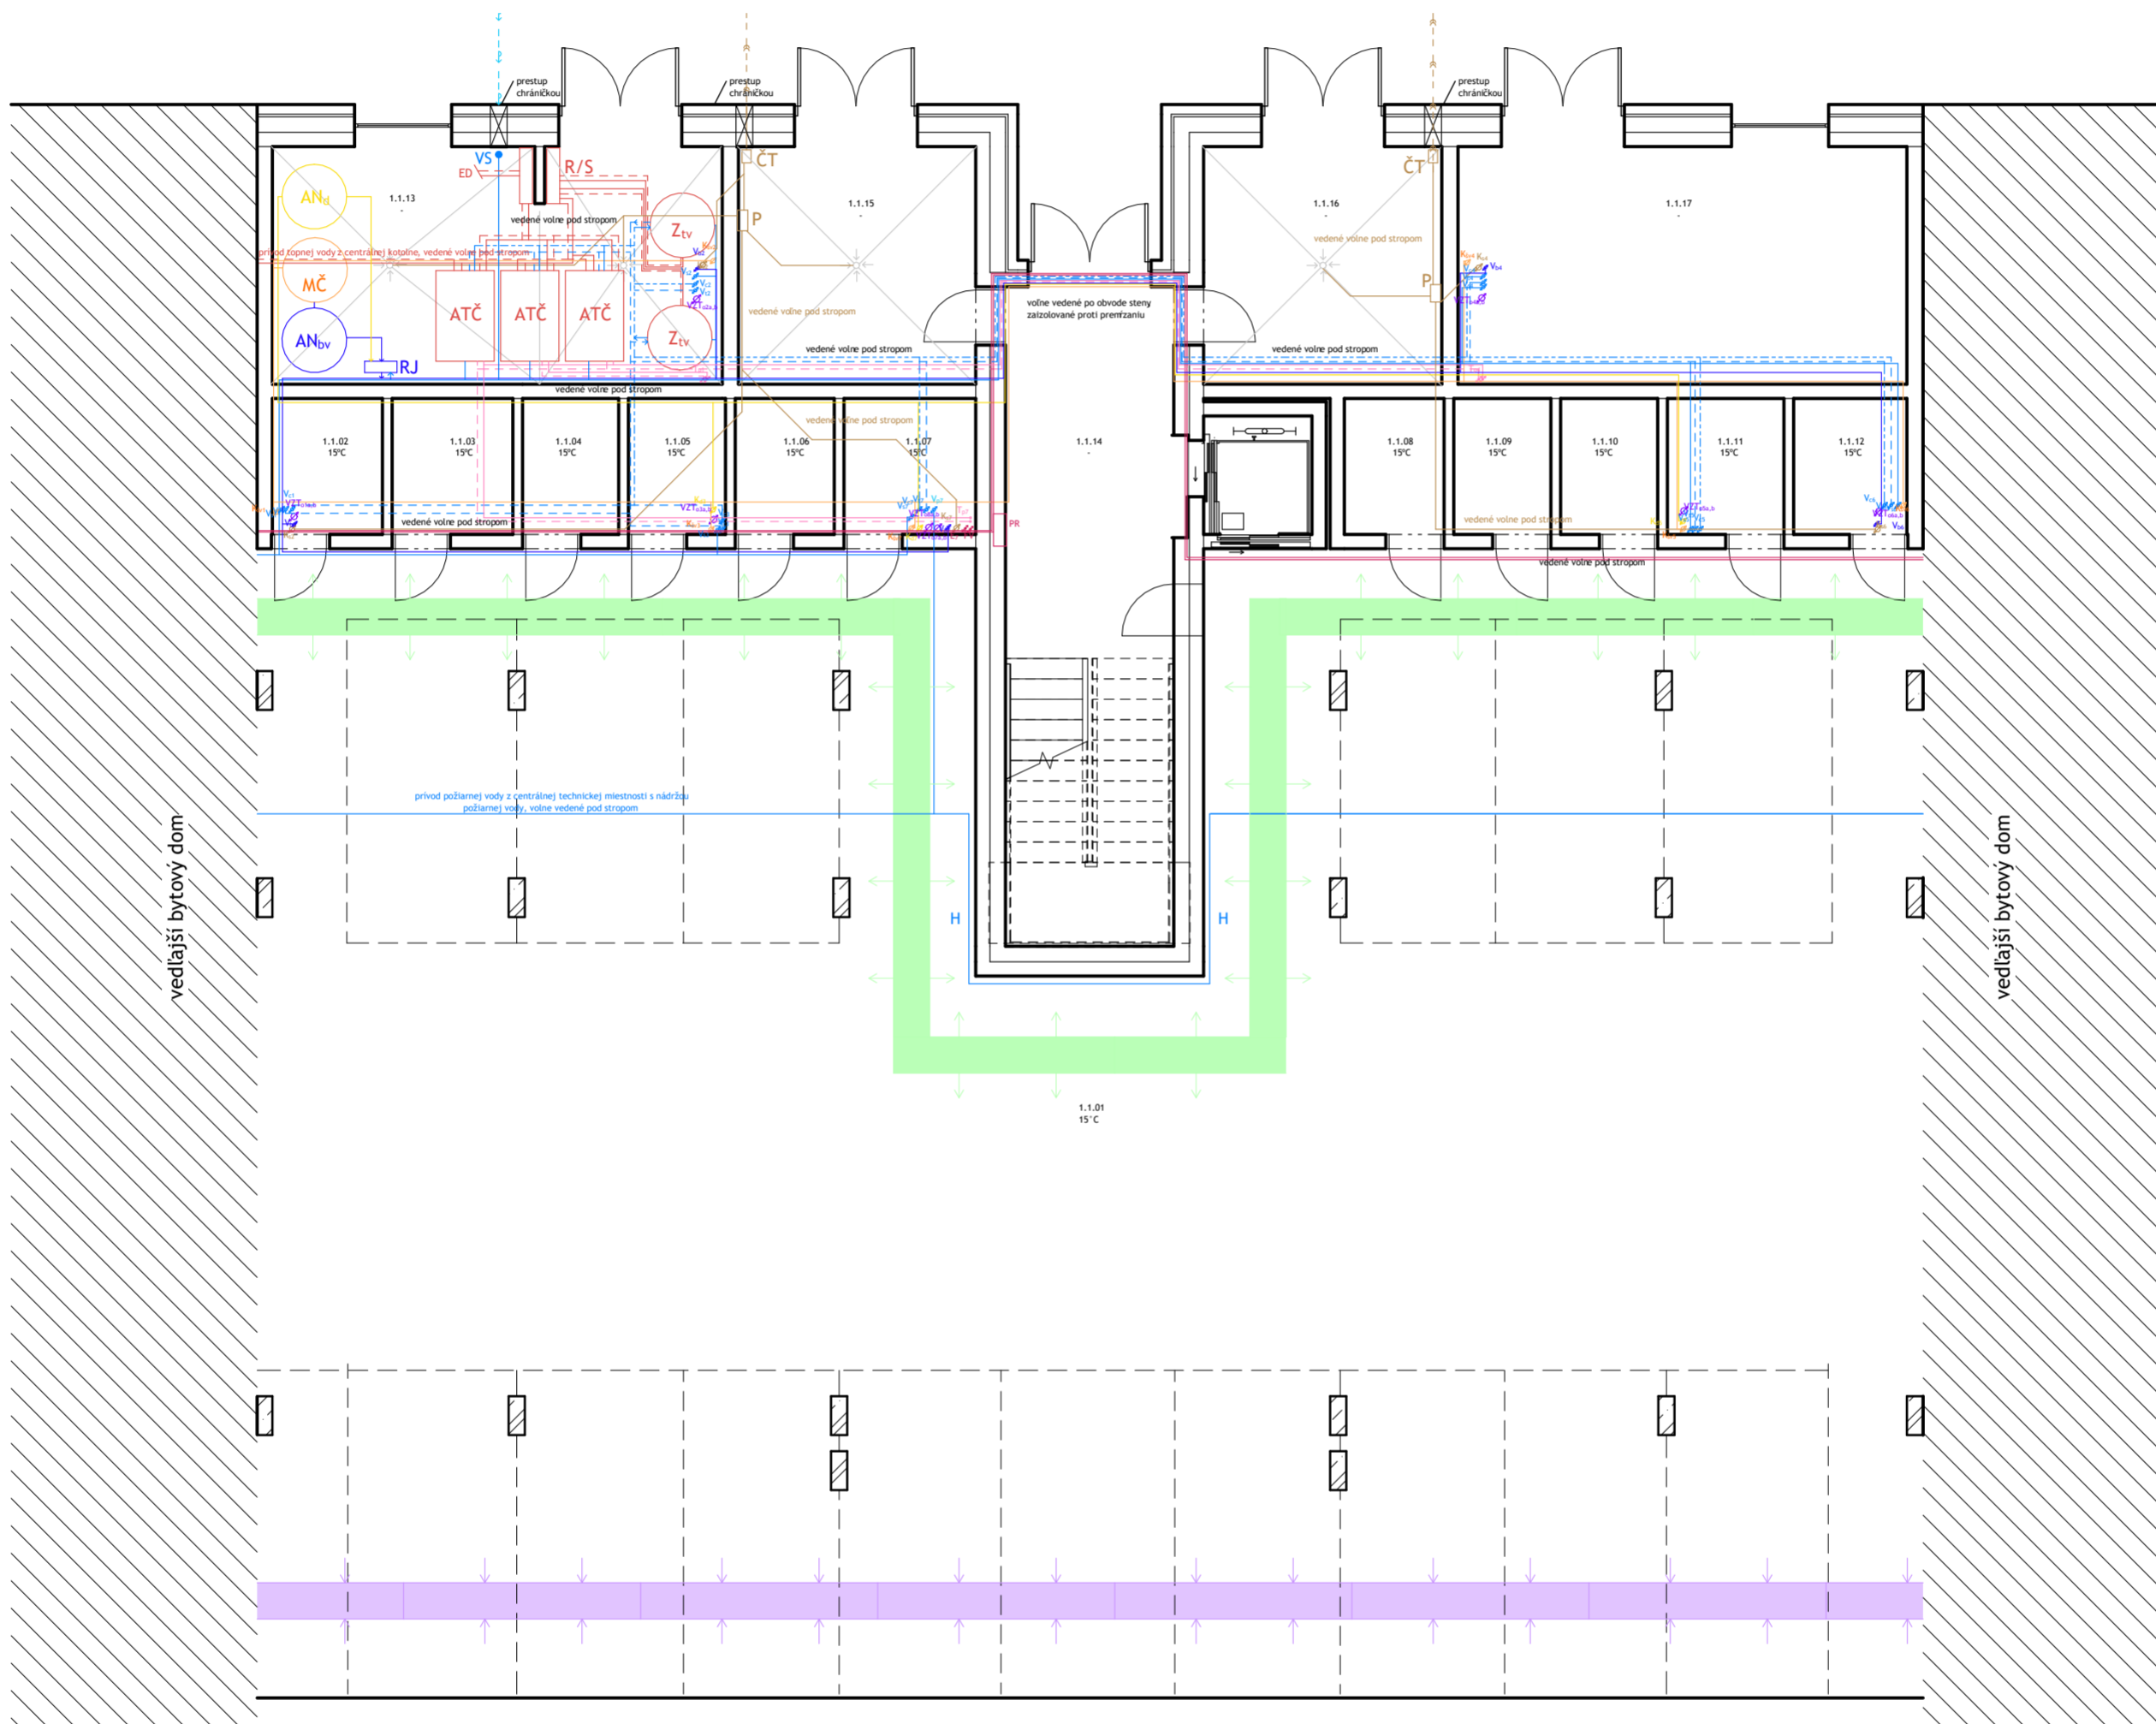 prestup
chráničkou
prestup
chráničkou
prestup
chráničkou
VS
ED
R/S
ČT
ČT
AN
1.1.13
-
vedené voľne pod stropom
P
Ztv
1.1.15
-
1.1.16
-
1.1.17
-
vedené voľne pod stropom
prívod topnej vody z centrálnej kotolne, vedené voľne pod stropom
MČ
P
ATČ
ATČ
ATČ
vedené voľne pod stropom
voľne vedené po obvode steny
zaizolované proti premŕzaniu
ANbv
RJ
Ztv
vedené voľne pod stropom
vedené voľne pod stropom
vedené voľne pod stropom
vedené voľne pod stropom
1.1.02
15°C
1.1.03
15°C
1.1.04
15°C
1.1.05
15°C
1.1.06
15°C
1.1.07
15°C
1.1.14
-
1.1.08
15°C
1.1.09
15°C
1.1.10
15°C
1.1.11
15°C
1.1.12
15°C
vedené voľne pod stropom
PR
vedené voľne pod stropom
vedené voľne pod stropom
prívod požiarnej vody z centrálnej technickej miestnosti s nádržou
požiarnej vody, voľne vedené pod stropom
H
H
vedľajší bytový dom
vedľajší bytový dom
1.1.01
15°C